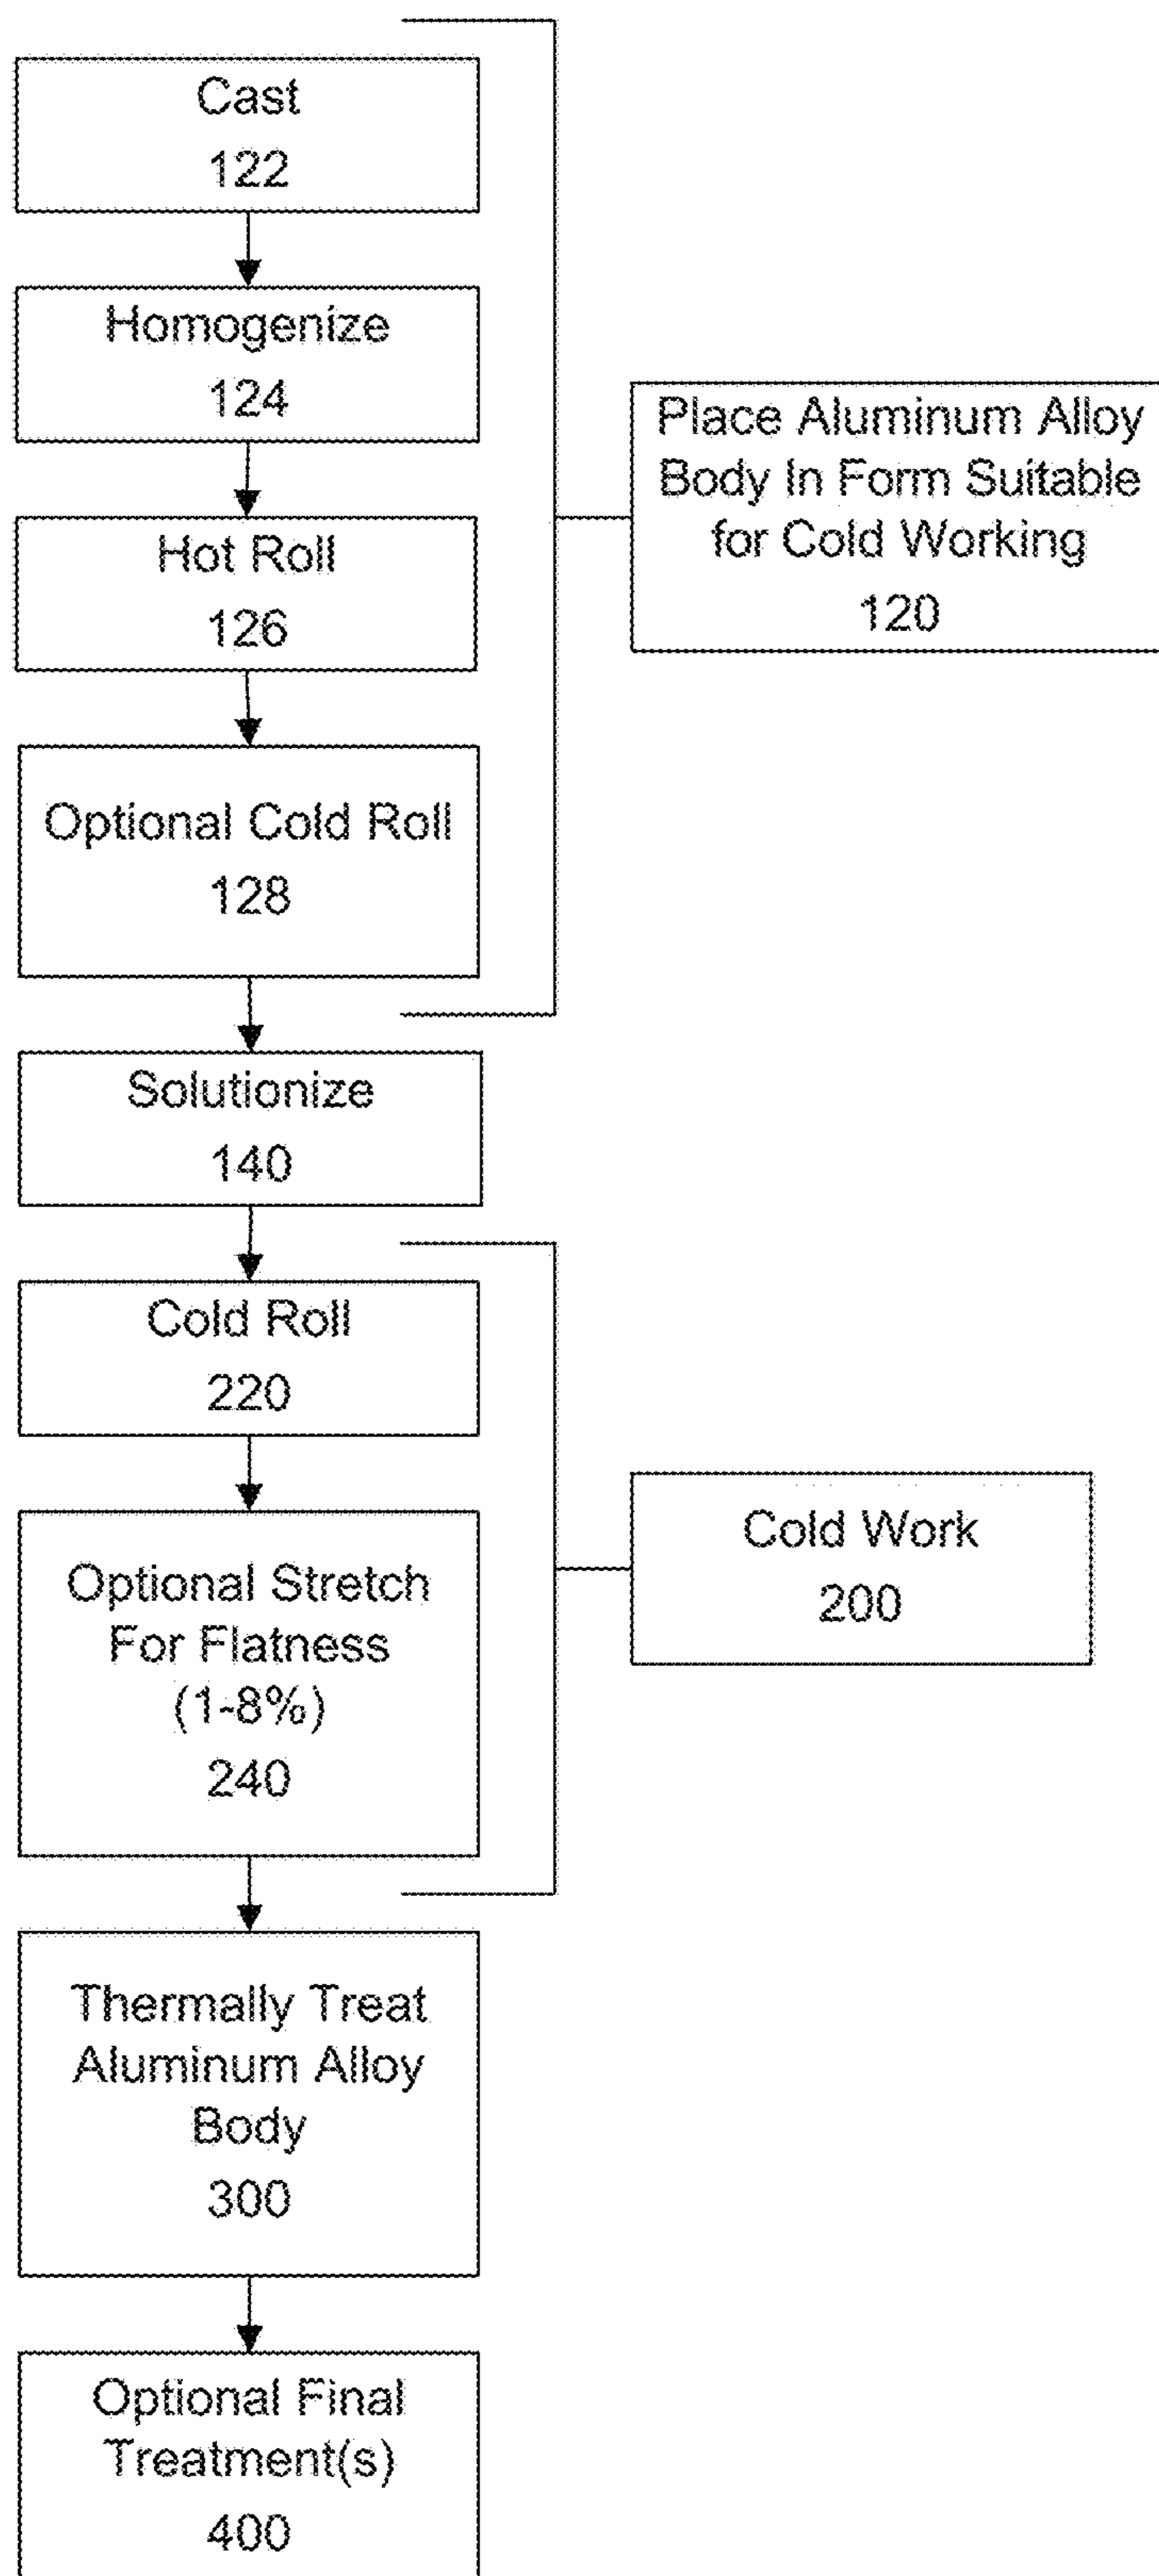 Cast
122
Homogenize
124
Hot Roll
126
Optional Cold Roll
128
Place Aluminum Alloy
Body In Form Suitable
for Cold Working
120
Solutionize
140
Cold Roll
220
Optional Stretch
For Flatness
(1-8%)
240
Cold Work
200
Thermally Treat
Aluminum Alloy
Body
300
Optional Final
Treatment(s)
400